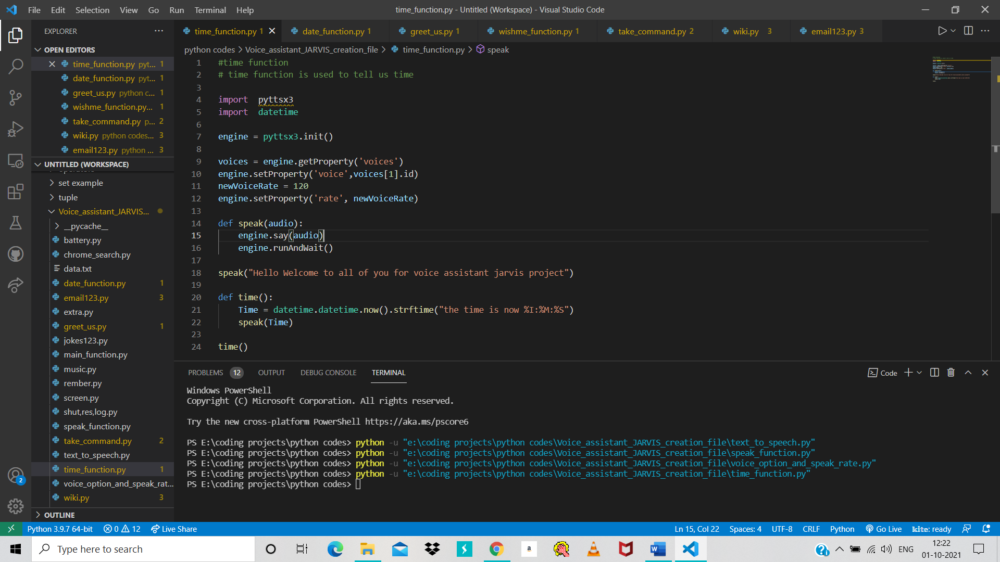 File Edit Selection View Go Run Terminal Help
time_function.py - Untitled (Workspace) - Visual Studio Code
EXPLORER
OPEN EDITORS
time_function.py pyt... 1
date_function.py pyt... 1
greet_us.py python c... 1
wishme_function.py... 1
take_command.py p... 2
wiki.py python codes... 3
email123.py python ... 3
UNTITLED (WORKSPACE)
set example
tuple
Voice_assistant_JARVIS...
__pycache__
battery.py
chrome_search.py
data.txt
date_function.py 1
email123.py 3
extra.py
greet_us.py 1
jokes123.py
main_function.py
music.py
rember.py
screen.py
shut,res,log.py
speak_function.py
take_command.py 2
text_to_speech.py
time_function.py 1
voice_option_and_speak_rat...
wiki.py 3
OUTLINE
2
time_function.py 1 date_function.py 1 greet_us.py 1 wishme_function.py 1 take_command.py 2 wiki.py 3 email123.py 3
python codes > Voice_assistant_JARVIS_creation_file > time_function.py > speak
1 #time function
2 # time function is used to tell us time
3
4 import  pyttsx3
5 import  datetime
6
7 engine = pyttsx3.init()
8
9 voices = engine.getProperty('voices')
10 engine.setProperty('voice',voices[1].id)
11 newVoiceRate = 120
12 engine.setProperty('rate', newVoiceRate)
13
14 def speak(audio):
15     engine.say(audio)
16     engine.runAndWait()
17
18 speak("Hello Welcome to all of you for voice assistant jarvis project")
19
20 def time():
21     Time = datetime.datetime.now().strftime("the time is now %I:%M:%S")
22     speak(Time)
23
24 time()
PROBLEMS 12 OUTPUT DEBUG CONSOLE TERMINAL
Code
Windows PowerShell
Copyright (C) Microsoft Corporation. All rights reserved.
Try the new cross-platform PowerShell https://aka.ms/pscore6
PS E:\coding projects\python codes> python -u "e:\coding projects\python codes\Voice_assistant_JARVIS_creation_file\text_to_speech.py"
PS E:\coding projects\python codes> python -u "e:\coding projects\python codes\Voice_assistant_JARVIS_creation_file\speak_function.py"
PS E:\coding projects\python codes> python -u "e:\coding projects\python codes\Voice_assistant_JARVIS_creation_file\voice_option_and_speak_rate.py"
PS E:\coding projects\python codes> python -u "e:\coding projects\python codes\Voice_assistant_JARVIS_creation_file\time_function.py"
PS E:\coding projects\python codes>
Python 3.9.7 64-bit 0 12 Live Share
Ln 15, Col 22 Spaces: 4 UTF-8 CRLF Python Go Live kite: ready
Type here to search
a
W
ENG
12:22
01-10-2021